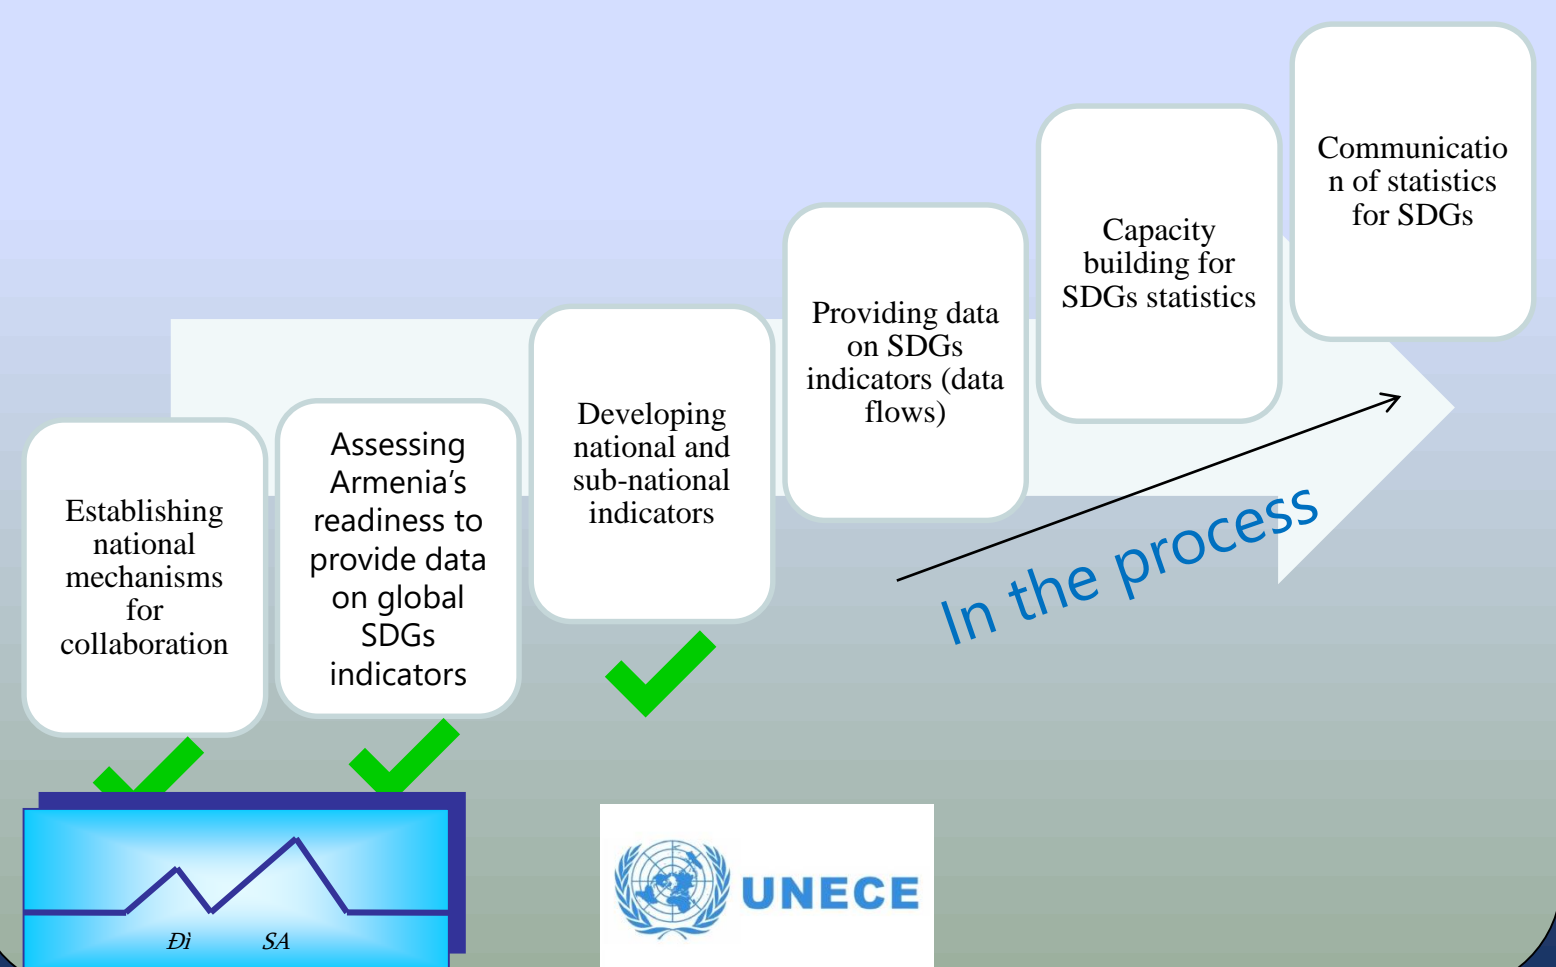 Establishing
national
mechanisms
for
collaboration
Assessing
Armenia’s
readiness to
provide data
on global
SDGs
indicators
Developing
national and
sub-national
indicators
Providing data
on SDGs
indicators (data
flows)
Capacity
building for
SDGs statistics
Communicatio
n of statistics
for SDGs
In the process
Ðì SA
UNECE